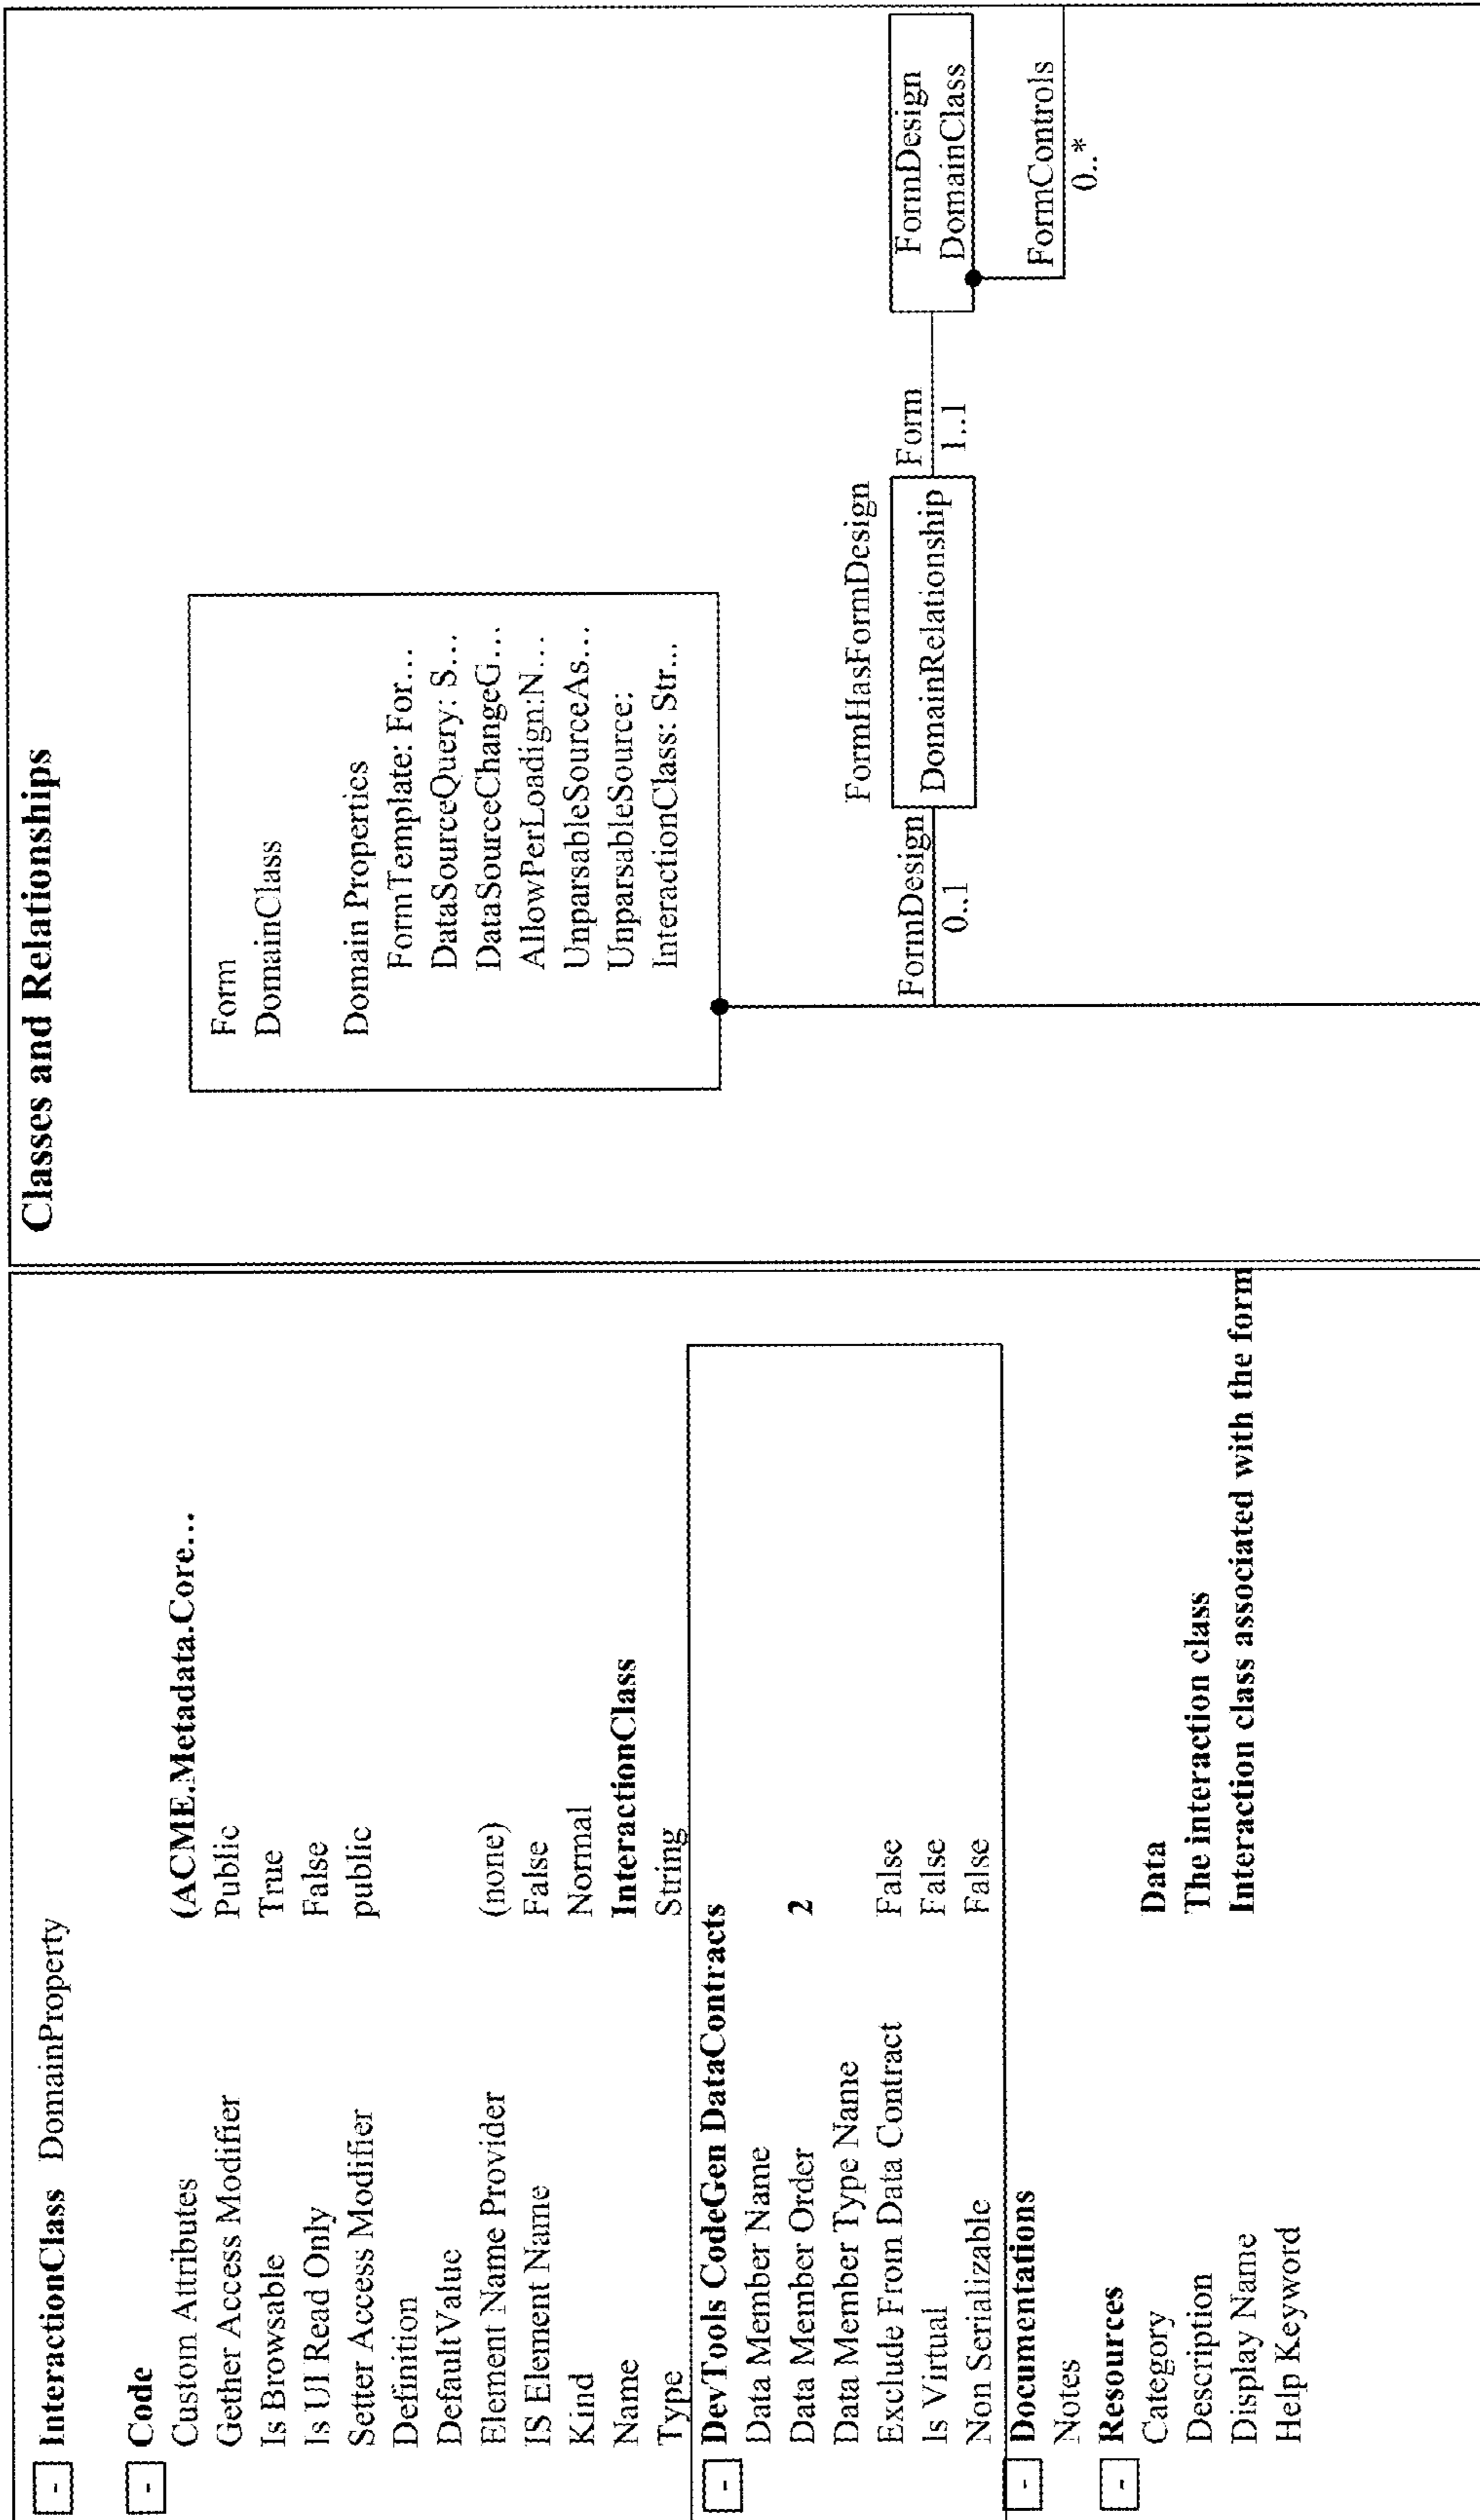 InteractionClass DomainProperty
Code
Custom Attributes (ACME.Metadata.Core...
Gether Access Modifier Public
Is Browsable True
Is UI Read Only False
Setter Access Modifier public
Definition
DefaultValue
Element Name Provider (none)
IS Element Name False
Kind Normal
Name InteractionClass
Type String
DevTools CodeGen DataContracts
Data Member Name
Data Member Order 2
Data Member Type Name
Exclude From Data Contract False
Is Virtual False
Non Serializable False
Documentations
Notes
Resources
Category Data
Description The interaction class
Display Name Interaction class associated with the form
Help Keyword
Classes and Relationships
Form
DomainClass
Domain Properties
FormTemplate: For...
DataSourceQuery: S...
DataSourceChangeG...
AllowPerLoadign:N...
UnparsableSourceAs...
UnparsableSource:
InteractionClass: Str...
FormHasFormDesign
FormDesign
0..1
DomainRelationship
Form
1..1
FormDesign
DomainClass
FormControls
0..*